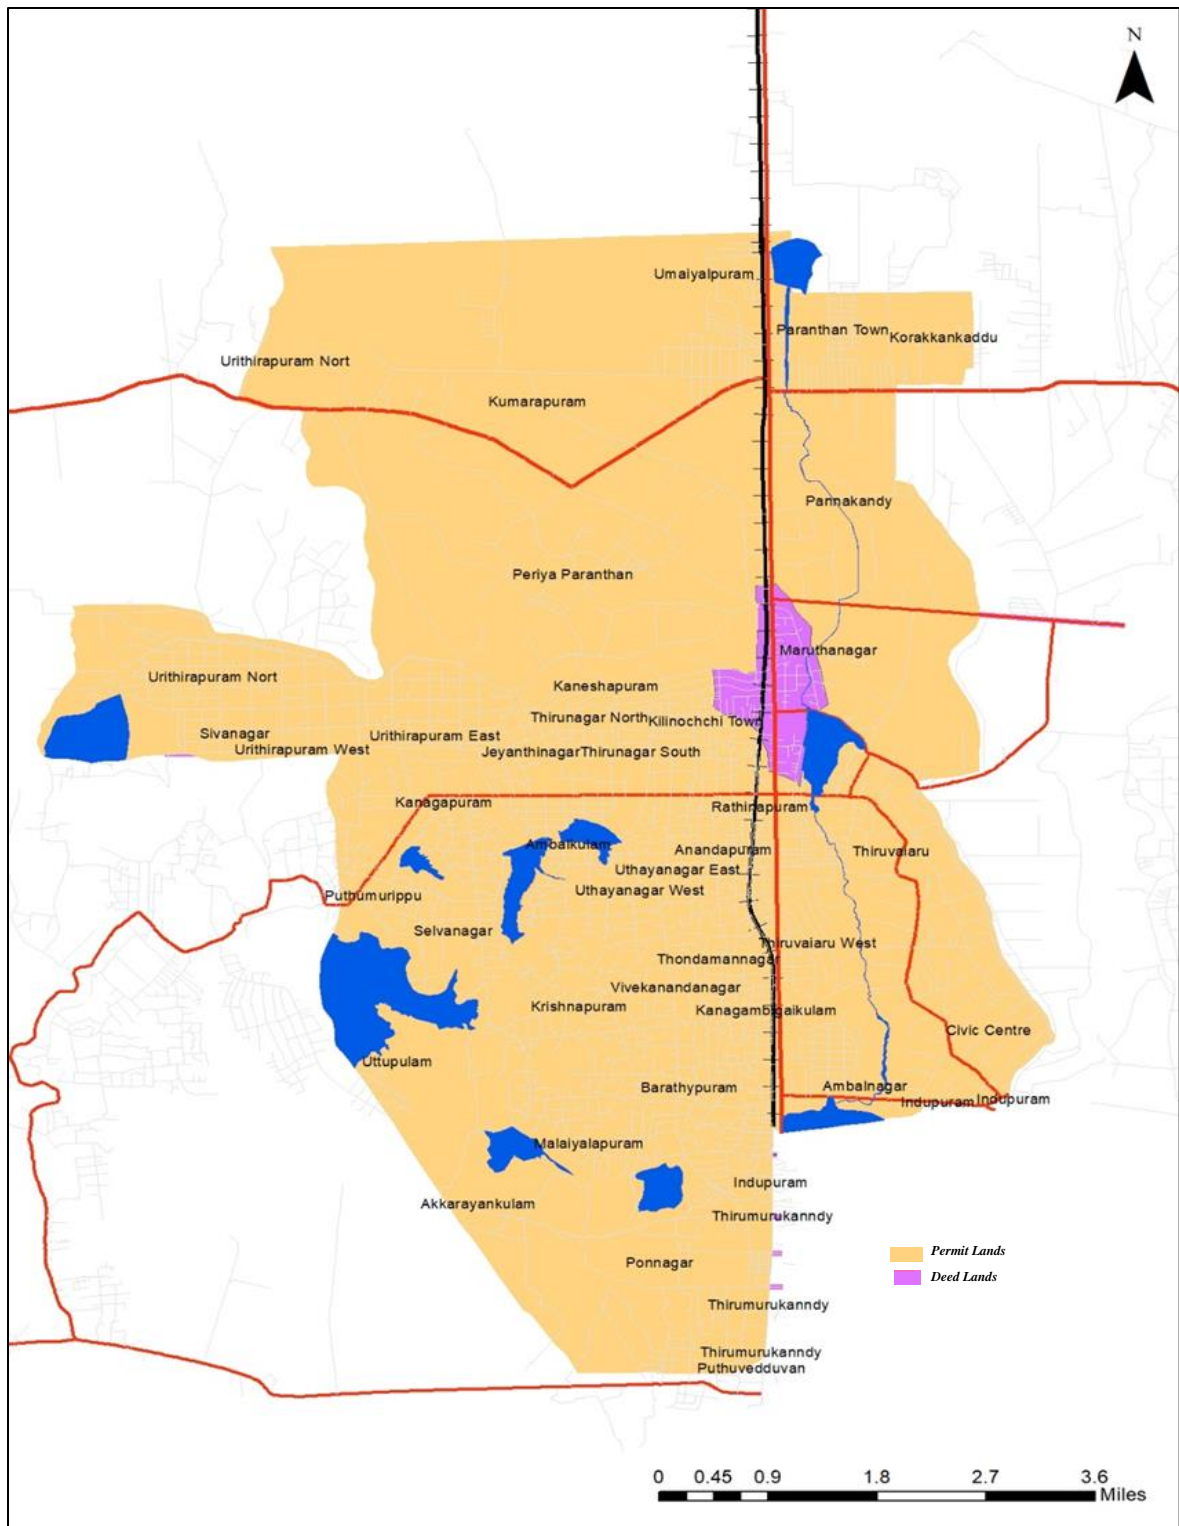 N
Umaiyalpuram
Paranthan Town
Korakkankaddu
Urithirapuram Nort
Kumarapuram
Pannakandy
Periya Paranthan
Maruthanagar
Urithirapuram Nort
Kaneshapuram
Thirunagar North
Kilinochchi Town
Sivanagar
Urithirapuram East
Urithirapuram West
Jeyanthinagar
Thirunagar South
Kanagapuram
Rathinapuram
Ambalkulam
Anandapuram
Thiruvaiaru
Uthayanagar East
Uthayanagar West
Puthumurippu
Selvanagar
Thiruvaiaru West
Thondamannagar
Vivekanandanagar
Krishnapuram
Kanagambigaikulam
Civic Centre
Uttupulam
Barathypuram
Ambalnagar
Indupuram
Indupuram
Malaiyalapuram
Indupuram
Akkarayankulam
Thirumurukanndy
Permit Lands
Ponnagar
Deed Lands
Thirumurukanndy
Thirumurukanndy
Puthuvedduvan
0 0.45 0.9 1.8 2.7 3.6
Miles